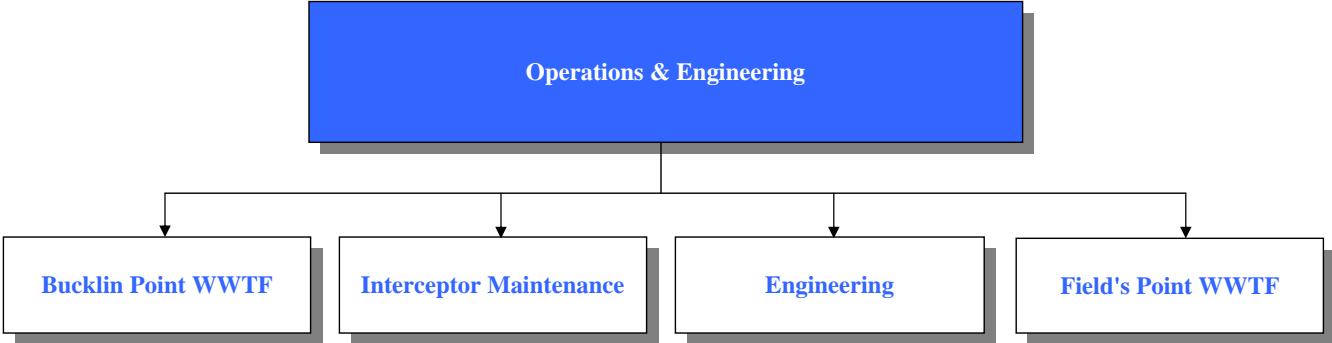 Operations & Engineering
Bucklin Point WWTF
Interceptor Maintenance
Engineering
Field's Point WWTF